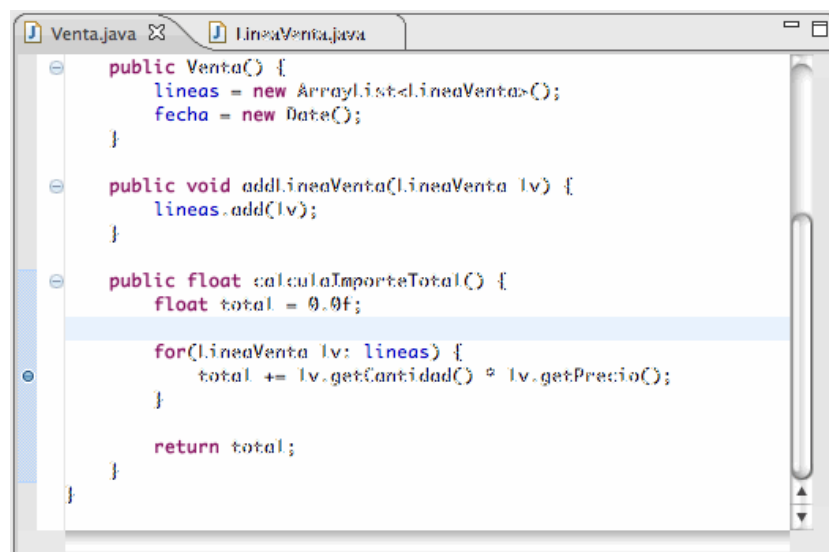 Venta.java LineaVenta.java
public Venta() {
lineas = new ArrayList<LineaVenta>();
fecha = new Date();
}
public void addLineaVenta(LineaVenta lv) {
lineas.add(lv);
}
public float calculaImporteTotal() {
float total = 0.0f;
for(LineaVenta lv: lineas) {
total += lv.getCantidad() * lv.getPrecio();
}
return total;
}
}